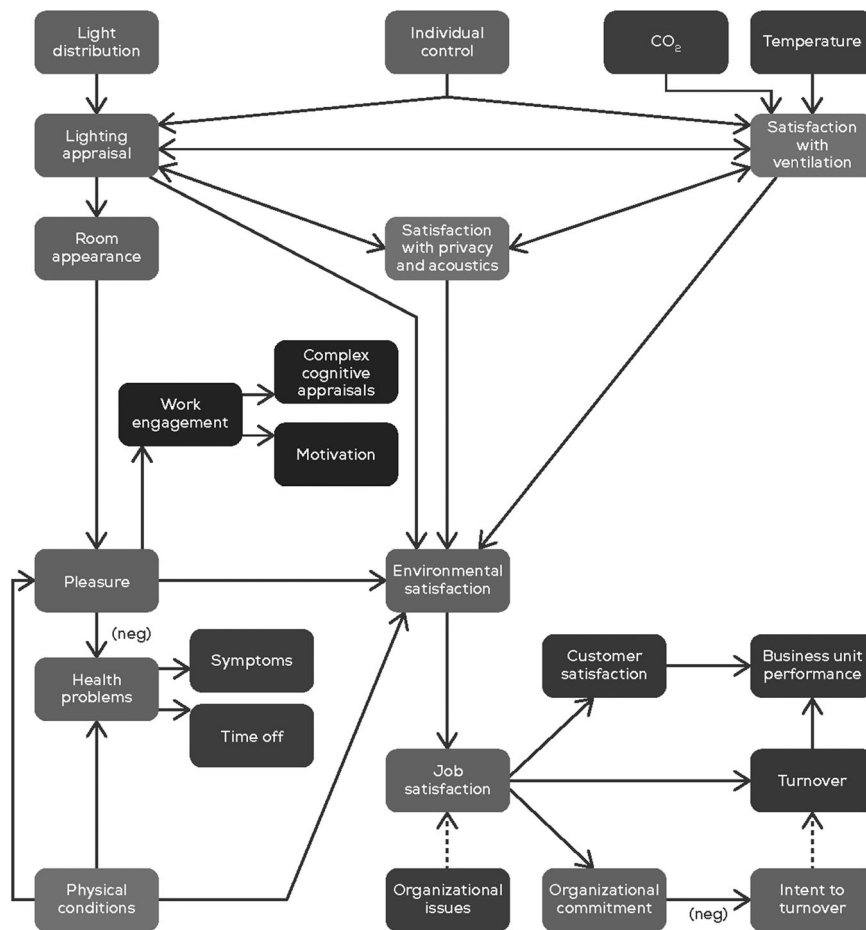 Light
distribution
Individual
control
CO₂
Temperature
Lighting
appraisal
Satisfaction
with
ventilation
Room
appearance
Satisfaction
with privacy
and acoustics
Complex
cognitive
appraisals
Work
engagement
Motivation
Pleasure
Environmental
satisfaction
(neg)
Health
problems
Symptoms
Time off
Customer
satisfaction
Business unit
performance
Job
satisfaction
Turnover
Physical
conditions
Organizational
issues
Organizational
commitment
(neg)
Intent to
turnover